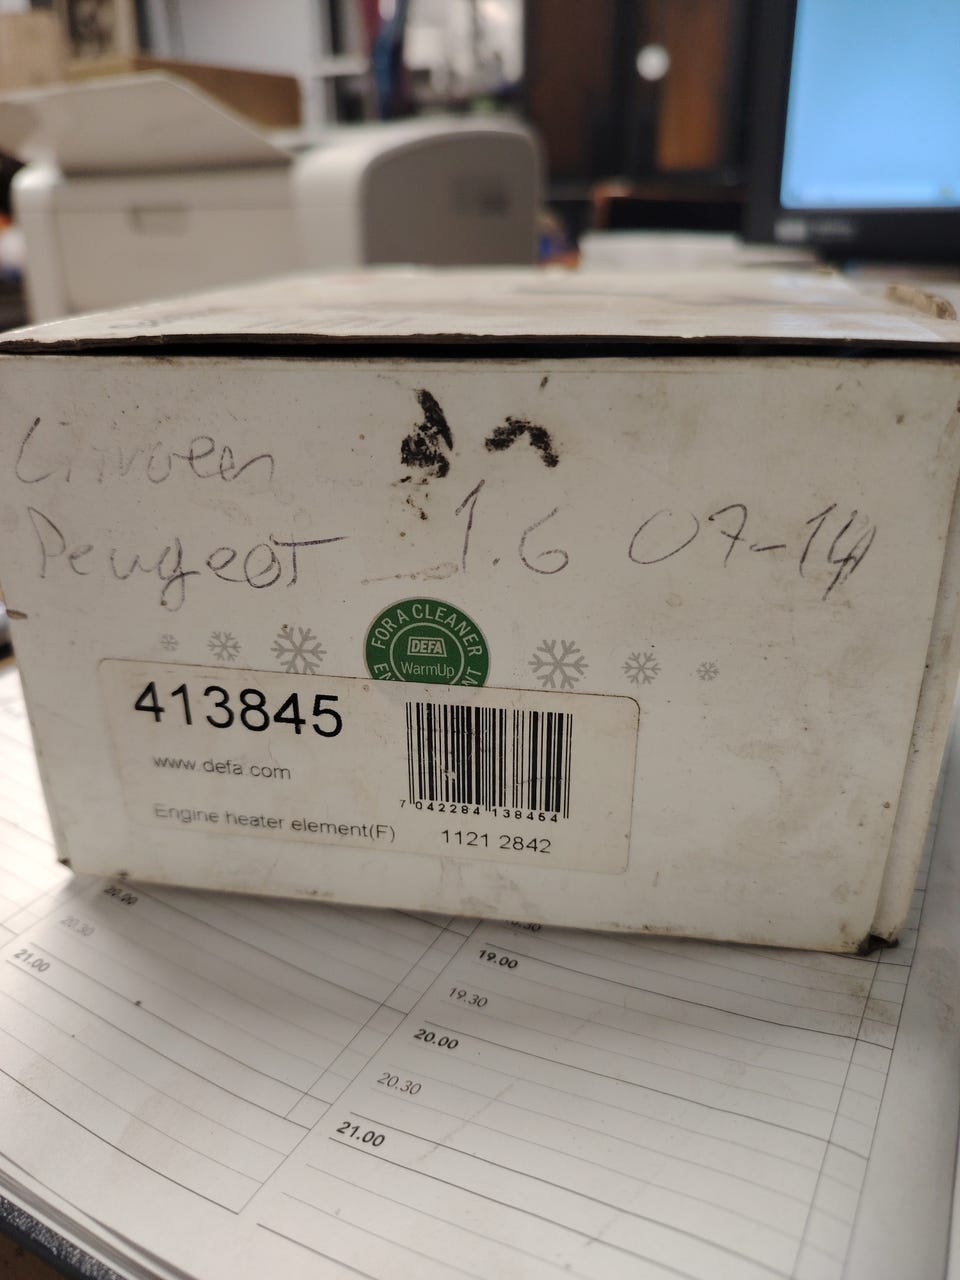 Citroen
Peugeot 1.6 07-14
FOR A CLEANER
DEFA
WarmUp
413845
www.defa.com
7 042284 138454
Engine heater element(F)
1121 2842
20.00
20.30
21.00
19.00
19.30
20.00
20.30
21.00